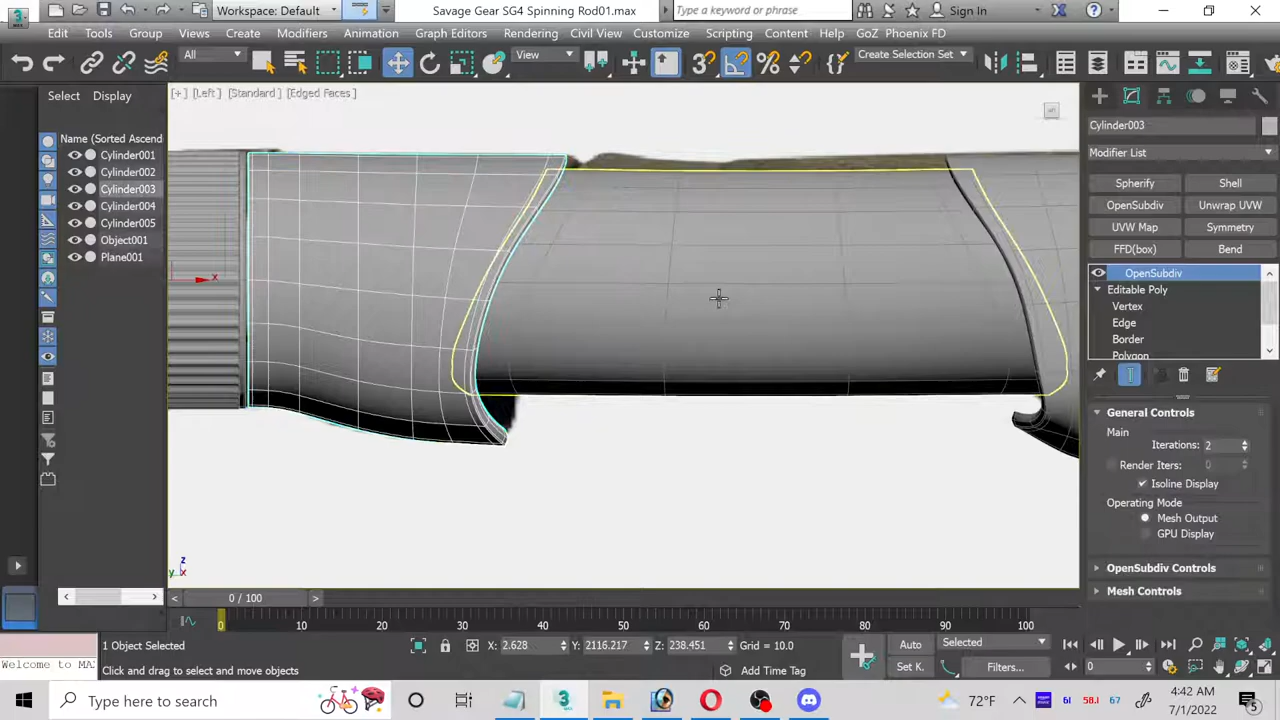 Workspace: Default
Savage Gear SG4 Spinning Rod01.max
Type a keyword or phrase
Sign In
Edit Tools Group Views Create Modifiers Animation Graph Editors Rendering Civil View Customize Scripting Content Help GoZ Phoenix FD
All
View
Create Selection Set
Select Display
[+] [Left] [Standard] [Edged Faces]
Name (Sorted Ascend
Cylinder001
Cylinder002
Cylinder003
Cylinder004
Cylinder005
Object001
Plane001
Cylinder003
Modifier List
Spherify Shell
OpenSubdiv Unwrap UVW
UVW Map Symmetry
FFD(box) Bend
OpenSubdiv
Editable Poly
Vertex
Edge
Border
Polygon
General Controls
Main
Iterations: 2
Render Iters: 0
Isoline Display
Operating Mode
Mesh Output
GPU Display
OpenSubdiv Controls
Mesh Controls
x
z
y x
0 / 100
0 10 20 30 40 50 60 70 80 90 100
1 Object Selected
X: 2.628 Y: 2116.217 Z: 238.451 Grid = 10.0
Auto Selected
Welcome to MA
Click and drag to select and move objects
Add Time Tag
Set K. Filters...
0
Type here to search
72°F
6I 58.I 67
4:42 AM
7/1/2022
5